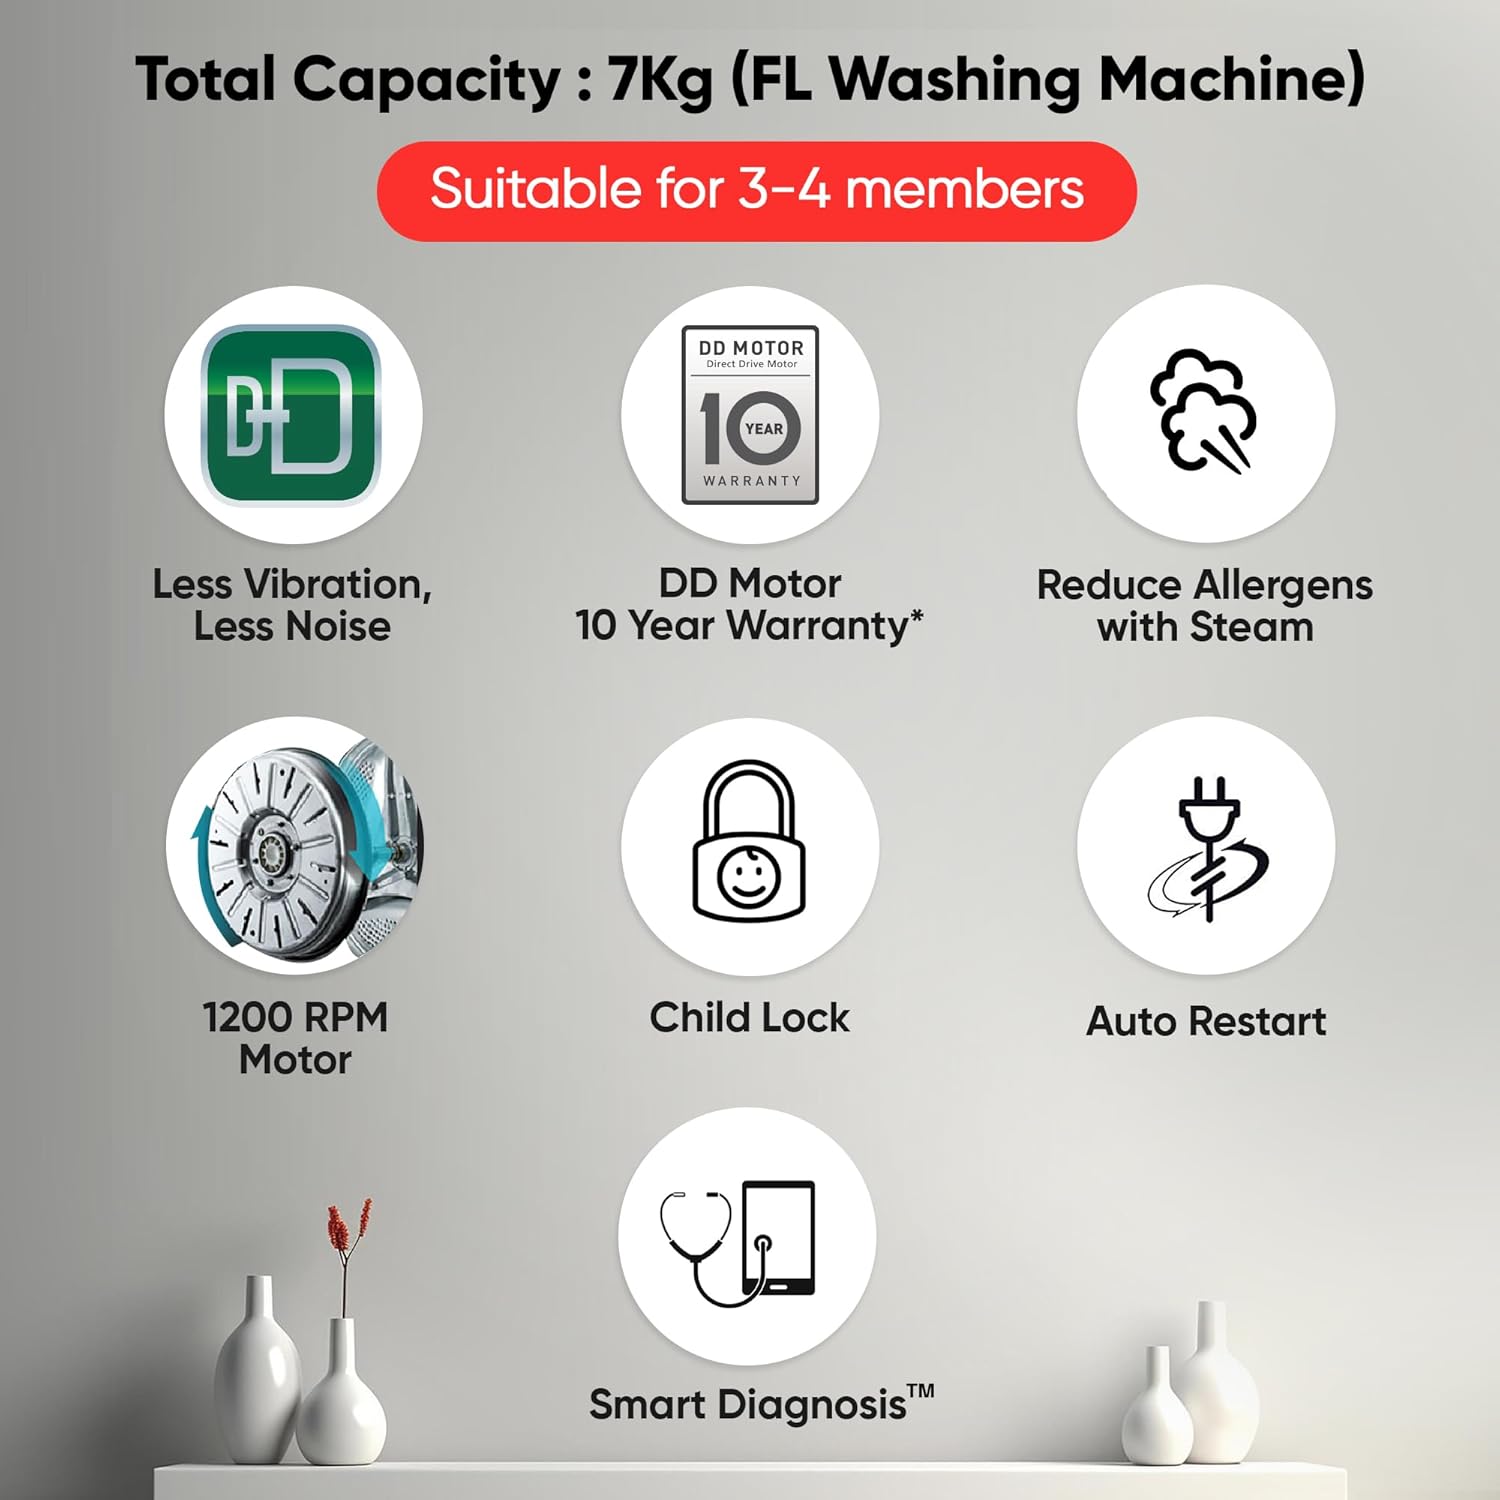 Total Capacity : 7Kg (FL Washing Machine)
Suitable for 3-4 members
DD
DD MOTOR
Direct Drive Motor
10
YEAR
WARRANTY
Less Vibration,
Less Noise
DD Motor
10 Year Warranty*
Reduce Allergens
with Steam
1200 RPM
Motor
Child Lock
Auto Restart
Smart Diagnosis™